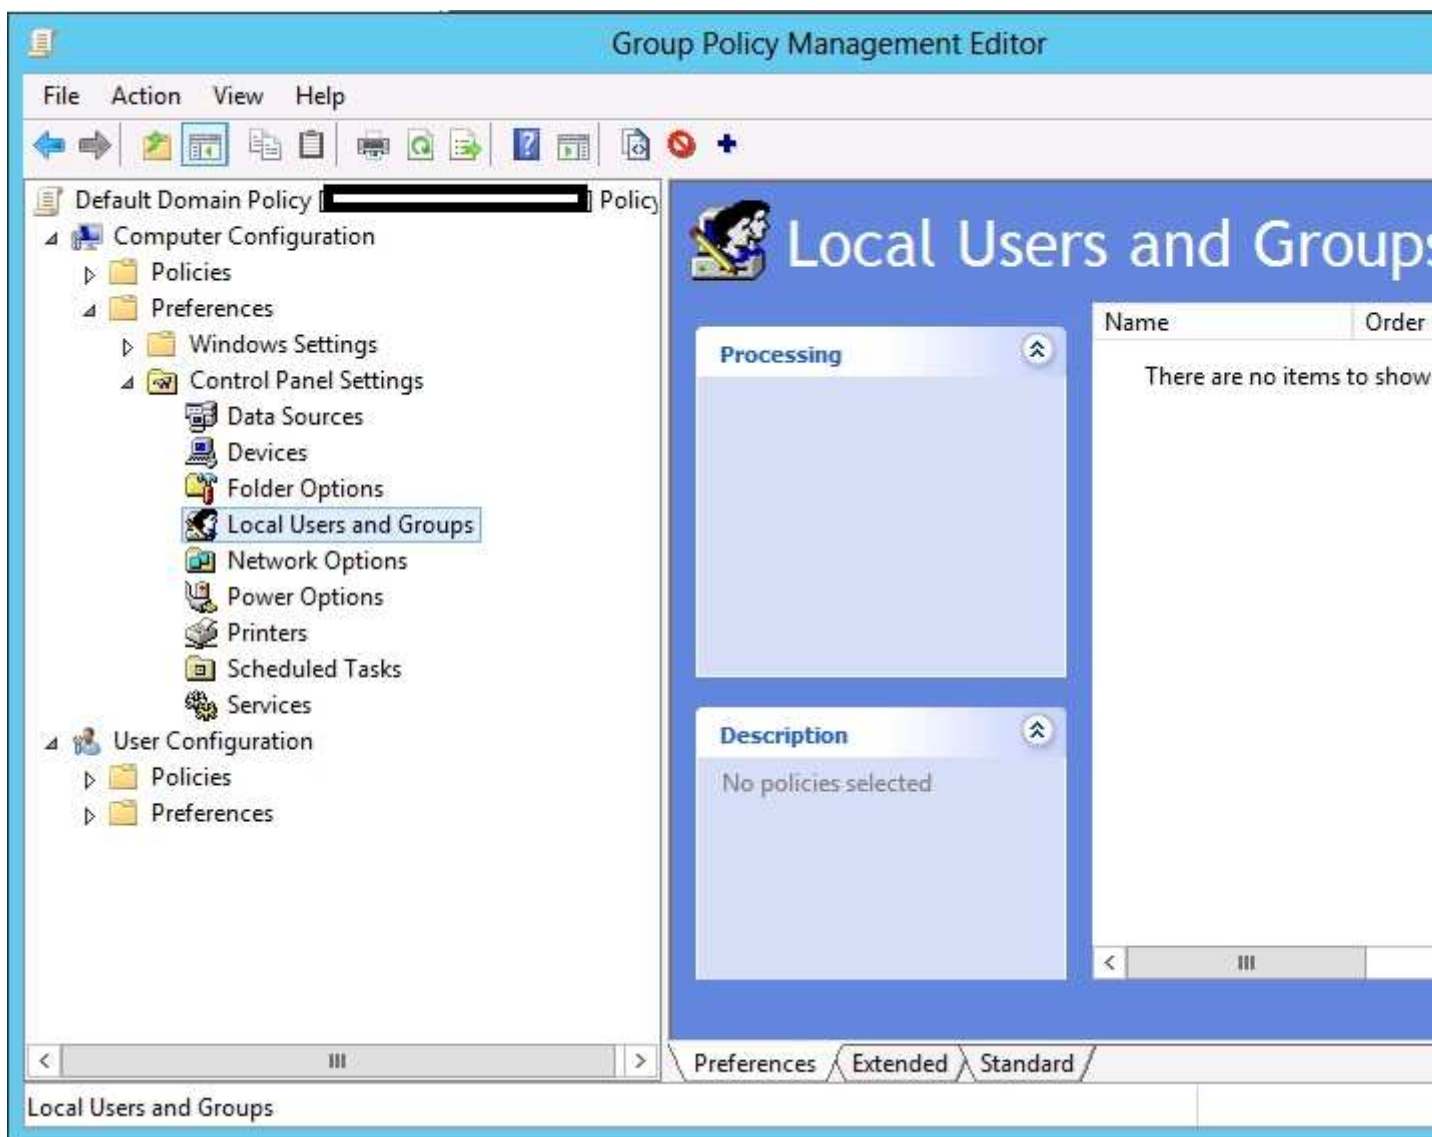 Group Policy Management Editor
File Action View Help
Default Domain Policy [ ] Policy
Computer Configuration
Policies
Preferences
Windows Settings
Control Panel Settings
Data Sources
Devices
Folder Options
Local Users and Groups
Network Options
Power Options
Printers
Scheduled Tasks
Services
User Configuration
Policies
Preferences
Local Users and Groups
Processing
Description
No policies selected
Name Order
There are no items to show
Preferences Extended Standard
Local Users and Groups